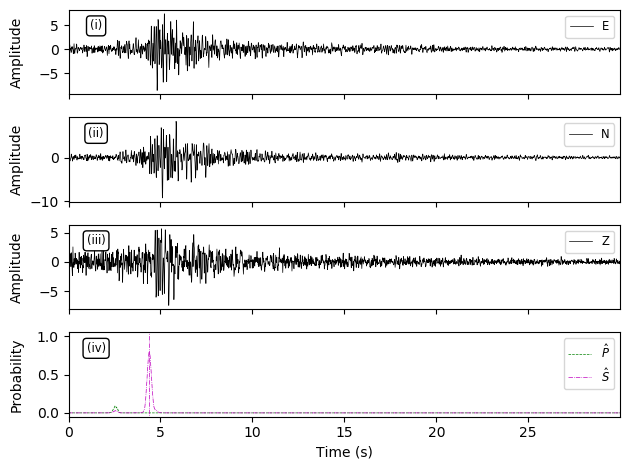 (i)
E
Amplitude
5
0
−5
(ii)
N
Amplitude
0
−10
(iii)
Z
Amplitude
5
0
−5
(iv)
P̂
Ŝ
Probability
1.0
0.5
0.0
0 5 10 15 20 25
Time (s)